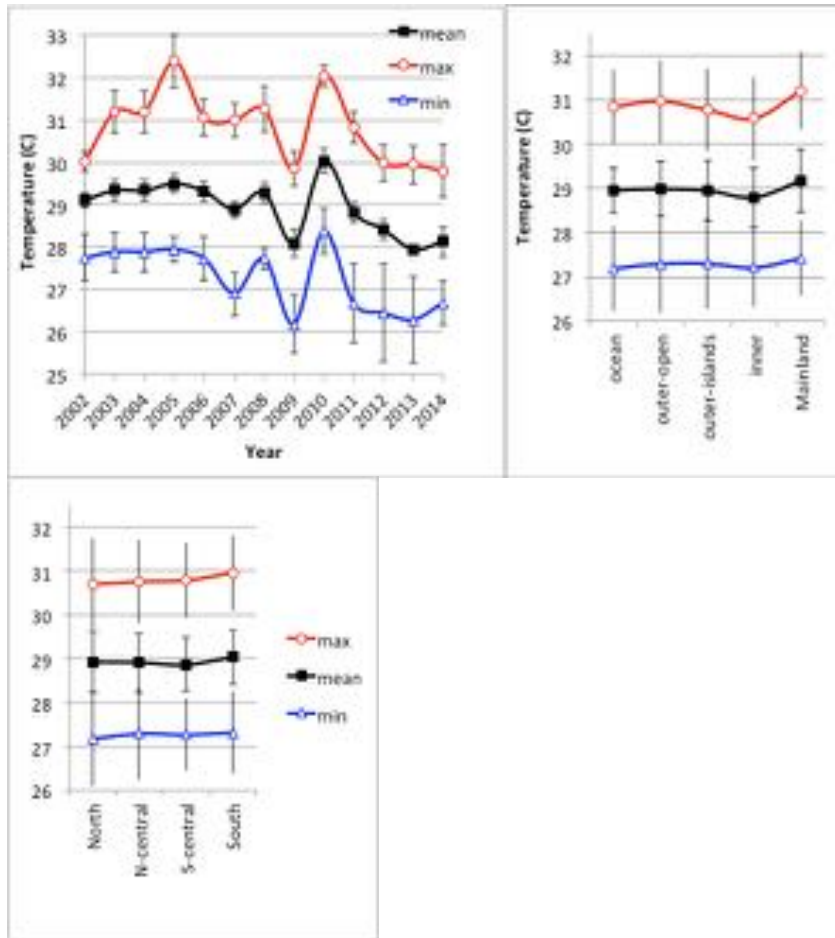 33
32
31
30
29
28
27
26
25
Temperature (C)
mean
max
min
2002 2003 2004 2005 2006 2007 2008 2009 2010 2011 2012 2013 2014
Year
32
31
30
29
28
27
26
Temperature (C)
ocean
outer-open
outer-islands
inner
Mainland
32
31
30
29
28
27
26
max
mean
min
North
N-central
S-central
South